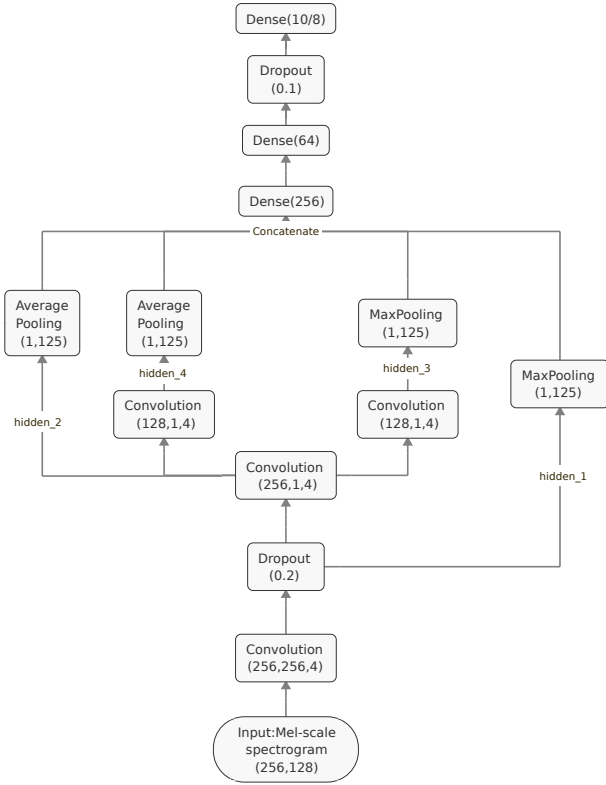 Dense(10/8)
Dropout
(0.1)
Dense(64)
Dense(256)
Concatenate
Average
Pooling
(1,125)
Average
Pooling
(1,125)
MaxPooling
(1,125)
MaxPooling
(1,125)
hidden_4
hidden_3
hidden_2
Convolution
(128,1,4)
Convolution
(128,1,4)
hidden_1
Convolution
(256,1,4)
Dropout
(0.2)
Convolution
(256,256,4)
Input:Mel-scale
spectrogram
(256,128)